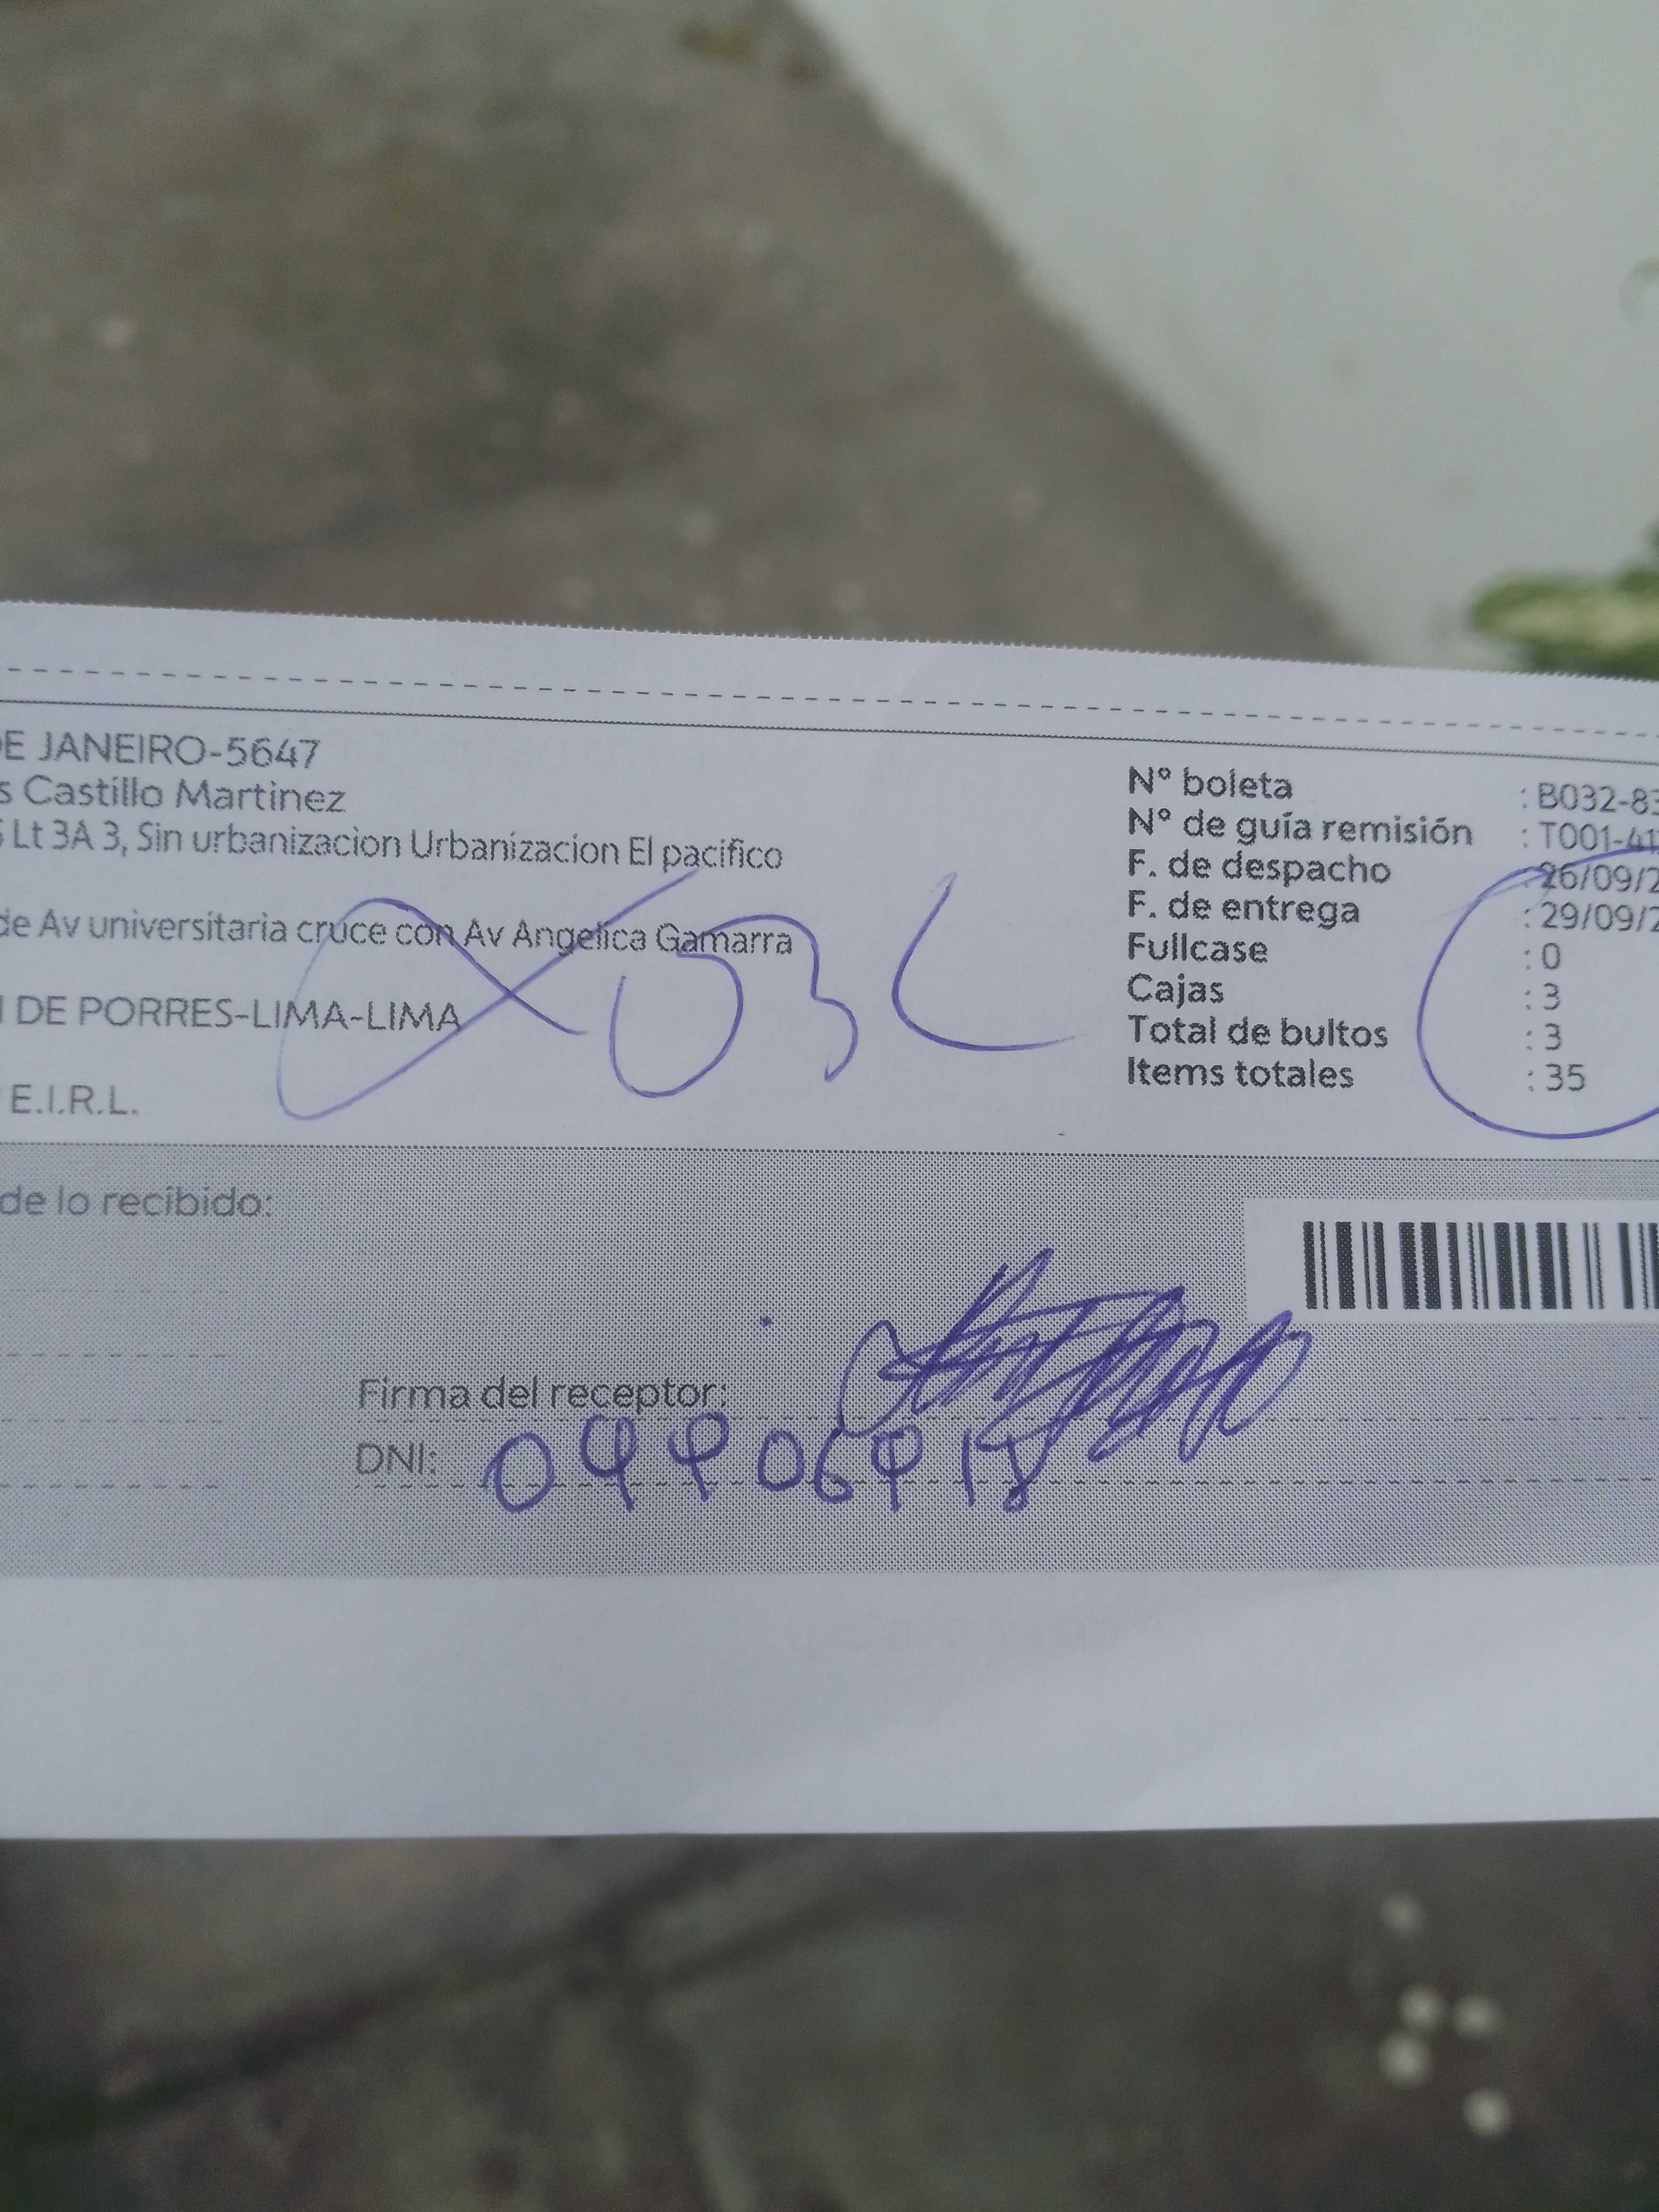 DE JANEIRO-5647
s Castillo Martinez
Lt 3A 3, Sin urbanizacion Urbanizacion El pacifico
de Av universitaria cruce con Av Angelica Gamarra
DE PORRES-LIMA-LIMA
E.I.R.L.
N° boleta : B032-83
N° de guía remisión : T001-41
F. de despacho : 26/09/2
F. de entrega : 29/09/2
Fullcase : 0
Cajas : 3
Total de bultos : 3
Items totales : 35
de lo recibido:
Firma del receptor:
DNI: